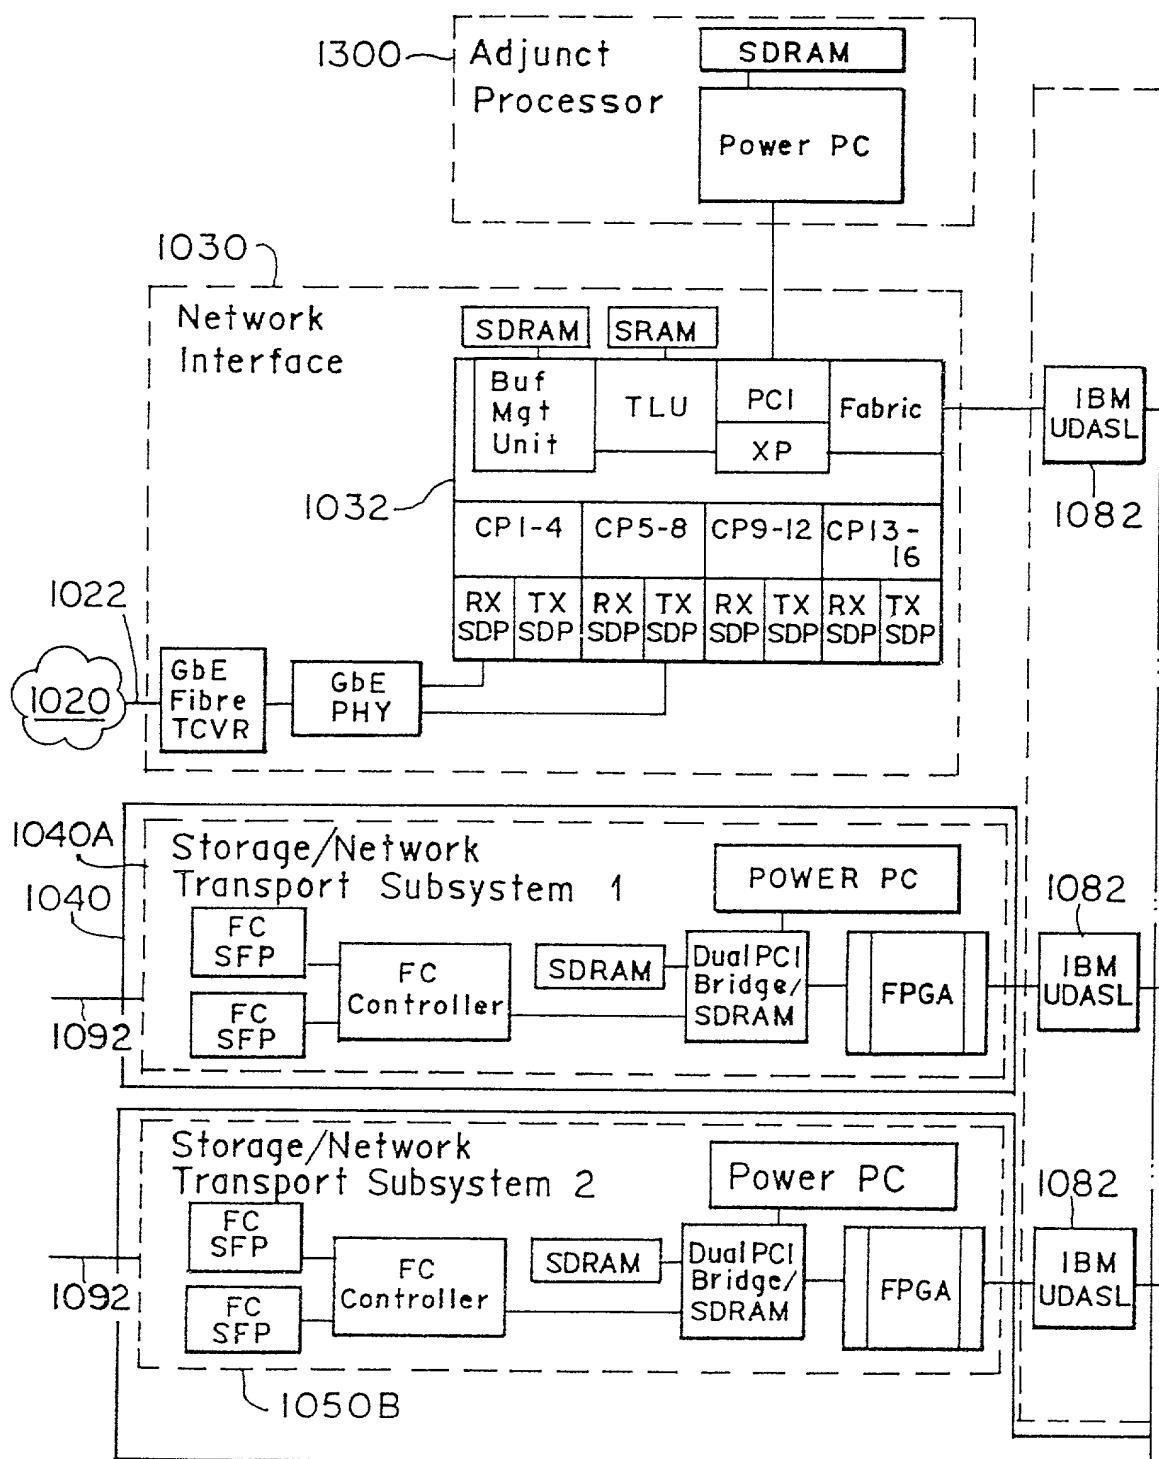 1300
Adjunct
Processor
SDRAM
Power PC
1030
Network
Interface
SDRAM
SRAM
Buf
Mgt
Unit
TLU
PCI
XP
Fabric
IBM
UDASL
1082
1032
CP1-4
CP5-8
CP9-12
CP13-
16
RX
SDP
TX
SDP
RX
SDP
TX
SDP
RX
SDP
TX
SDP
RX
SDP
TX
SDP
1022
1020
GbE
Fibre
TCVR
GbE
PHY
1040A
1040
Storage/Network
Transport Subsystem 1
POWER PC
FC
SFP
FC
SFP
FC
Controller
SDRAM
Dual PCI
Bridge/
SDRAM
FPGA
1082
IBM
UDASL
1092
Storage/Network
Transport Subsystem 2
Power PC
FC
SFP
FC
SFP
FC
Controller
SDRAM
Dual PCI
Bridge/
SDRAM
FPGA
1082
IBM
UDASL
1092
1050B